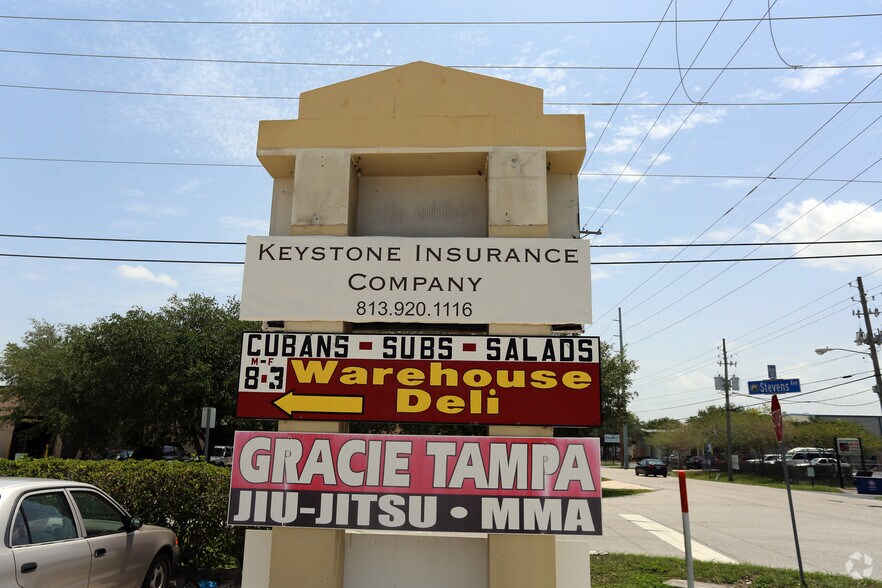 KEYSTONE INSURANCE
COMPANY
813.920.1116
CUBANS - SUBS - SALADS
M-F
8-3
Warehouse
Deli
GRACIE TAMPA
JIU-JITSU • MMA
Stevens